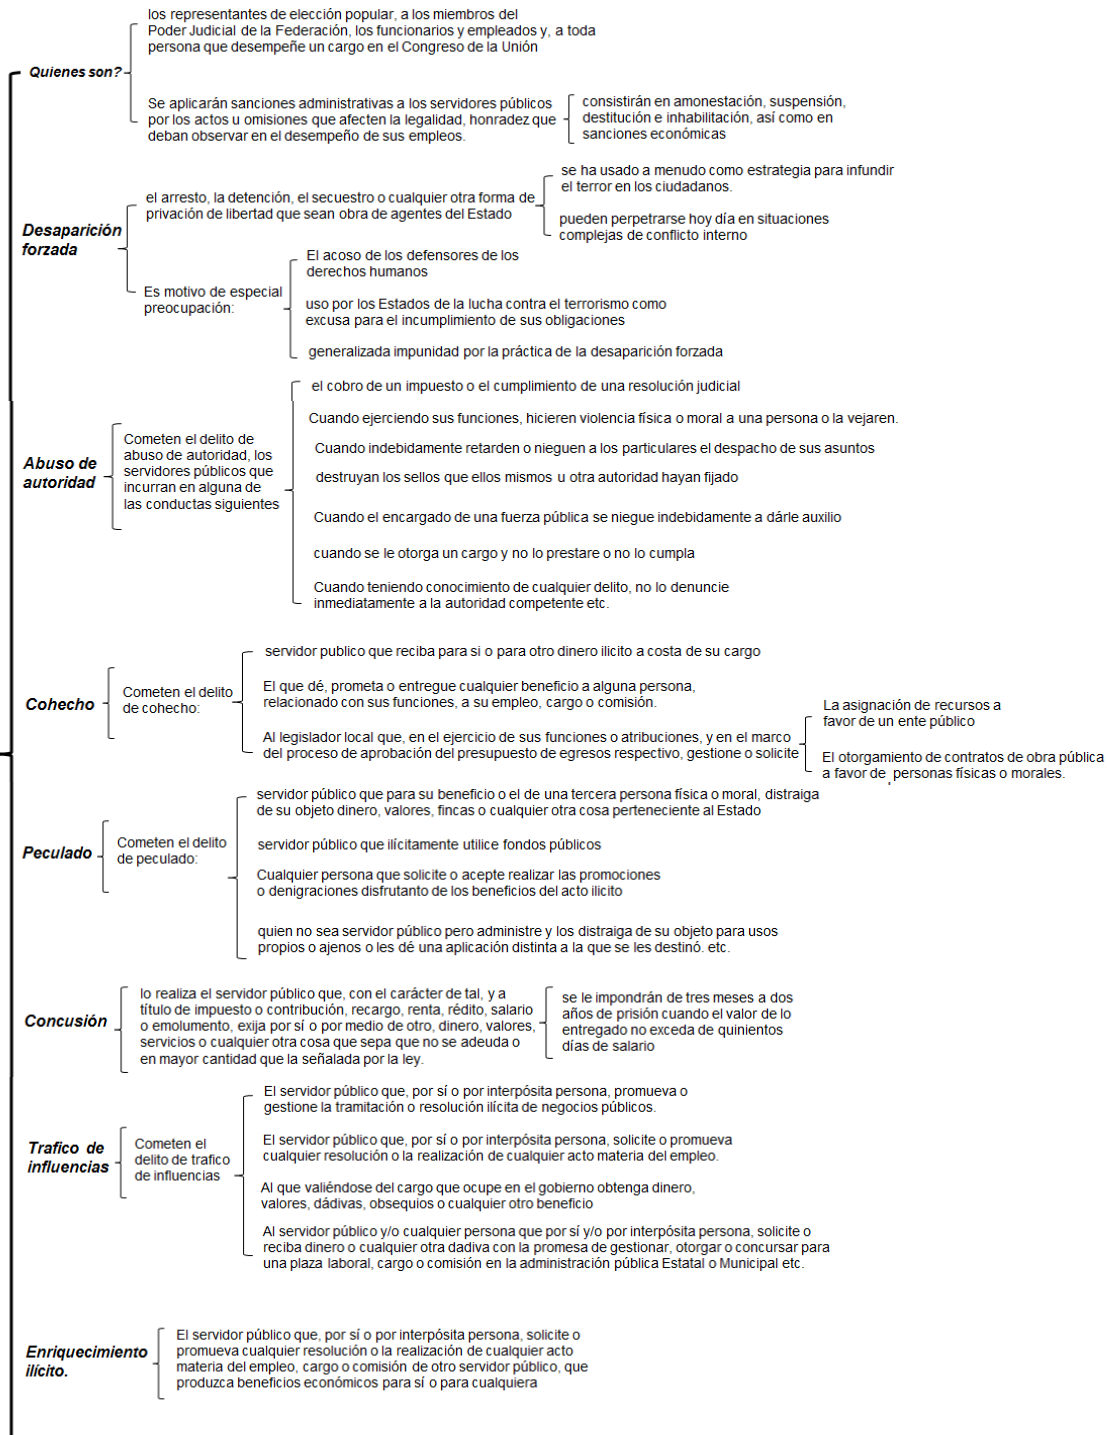 los representantes de elección popular, a los miembros del
Poder Judicial de la Federación, los funcionarios y empleados y, a toda
persona que desempeñe un cargo en el Congreso de la Unión
Quienes son?
Se aplicarán sanciones administrativas a los servidores públicos
por los actos u omisiones que afecten la legalidad, honradez que
deban observar en el desempeño de sus empleos.
consistirán en amonestación, suspensión,
destitución e inhabilitación, así como en
sanciones económicas
Desaparición
forzada
el arresto, la detención, el secuestro o cualquier otra forma de
privación de libertad que sean obra de agentes del Estado
se ha usado a menudo como estrategia para infundir
el terror en los ciudadanos.
pueden perpetrarse hoy día en situaciones
complejas de conflicto interno
Es motivo de especial
preocupación:
El acoso de los defensores de los
derechos humanos
uso por los Estados de la lucha contra el terrorismo como
excusa para el incumplimiento de sus obligaciones
generalizada impunidad por la práctica de la desaparición forzada
Abuso de
autoridad
Cometen el delito de
abuso de autoridad, los
servidores públicos que
incurran en alguna de
las conductas siguientes
el cobro de un impuesto o el cumplimiento de una resolución judicial
Cuando ejerciendo sus funciones, hicieren violencia física o moral a una persona o la vejaren.
Cuando indebidamente retarden o nieguen a los particulares el despacho de sus asuntos
destruyan los sellos que ellos mismos u otra autoridad hayan fijado
Cuando el encargado de una fuerza pública se niegue indebidamente a dárle auxilio
cuando se le otorga un cargo y no lo prestare o no lo cumpla
Cuando teniendo conocimiento de cualquier delito, no lo denuncie
inmediatamente a la autoridad competente etc.
Cohecho
Cometen el delito
de cohecho:
servidor publico que reciba para si o para otro dinero ilicito a costa de su cargo
El que dé, prometa o entregue cualquier beneficio a alguna persona,
relacionado con sus funciones, a su empleo, cargo o comisión.
Al legislador local que, en el ejercicio de sus funciones o atribuciones, y en el marco
del proceso de aprobación del presupuesto de egresos respectivo, gestione o solicite
La asignación de recursos a
favor de un ente público
El otorgamiento de contratos de obra pública
a favor de, personas físicas o morales.
Peculado
Cometen el delito
de peculado:
servidor público que para su beneficio o el de una tercera persona física o moral, distraiga
de su objeto dinero, valores, fincas o cualquier otra cosa perteneciente al Estado
servidor público que ilícitamente utilice fondos públicos
Cualquier persona que solicite o acepte realizar las promociones
o denigraciones disfrutanto de los beneficios del acto ilicito
quien no sea servidor público pero administre y los distraiga de su objeto para usos
propios o ajenos o les dé una aplicación distinta a la que se les destinó. etc.
Concusión
lo realiza el servidor público que, con el carácter de tal, y a
título de impuesto o contribución, recargo, renta, rédito, salario
o emolumento, exija por sí o por medio de otro, dinero, valores,
servicios o cualquier otra cosa que sepa que no se adeuda o
en mayor cantidad que la señalada por la ley.
se le impondrán de tres meses a dos
años de prisión cuando el valor de lo
entregado no exceda de quinientos
días de salario
Trafico de
influencias
Cometen el
delito de trafico
de influencias
El servidor público que, por sí o por interpósita persona, promueva o
gestione la tramitación o resolución ilícita de negocios públicos.
El servidor público que, por sí o por interpósita persona, solicite o promueva
cualquier resolución o la realización de cualquier acto materia del empleo.
Al que valiéndose del cargo que ocupe en el gobierno obtenga dinero,
valores, dádivas, obsequios o cualquier otro beneficio
Al servidor público y/o cualquier persona que por sí y/o por interpósita persona, solicite o
reciba dinero o cualquier otra dadiva con la promesa de gestionar, otorgar o concursar para
una plaza laboral, cargo o comisión en la administración pública Estatal o Municipal etc.
Enriquecimiento
ilícito.
El servidor público que, por sí o por interpósita persona, solicite o
promueva cualquier resolución o la realización de cualquier acto
materia del empleo, cargo o comisión de otro servidor público, que
produzca beneficios económicos para sí o para cualquiera